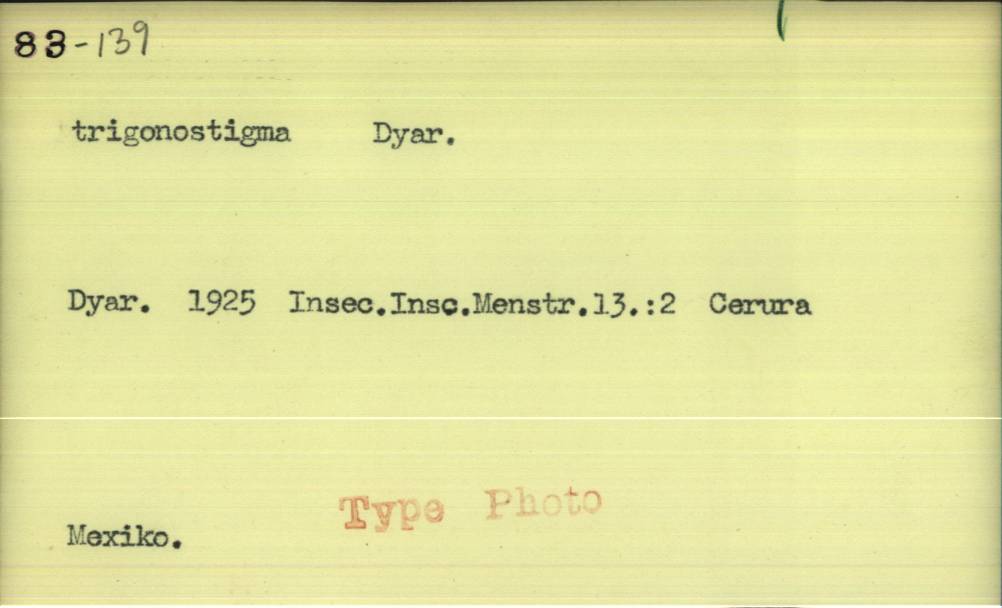 83-139
trigonostigma Dyar.
Dyar. 1925 Insec.Insc.Menstr.13.:2 Cerura
Type Photo
Mexiko.